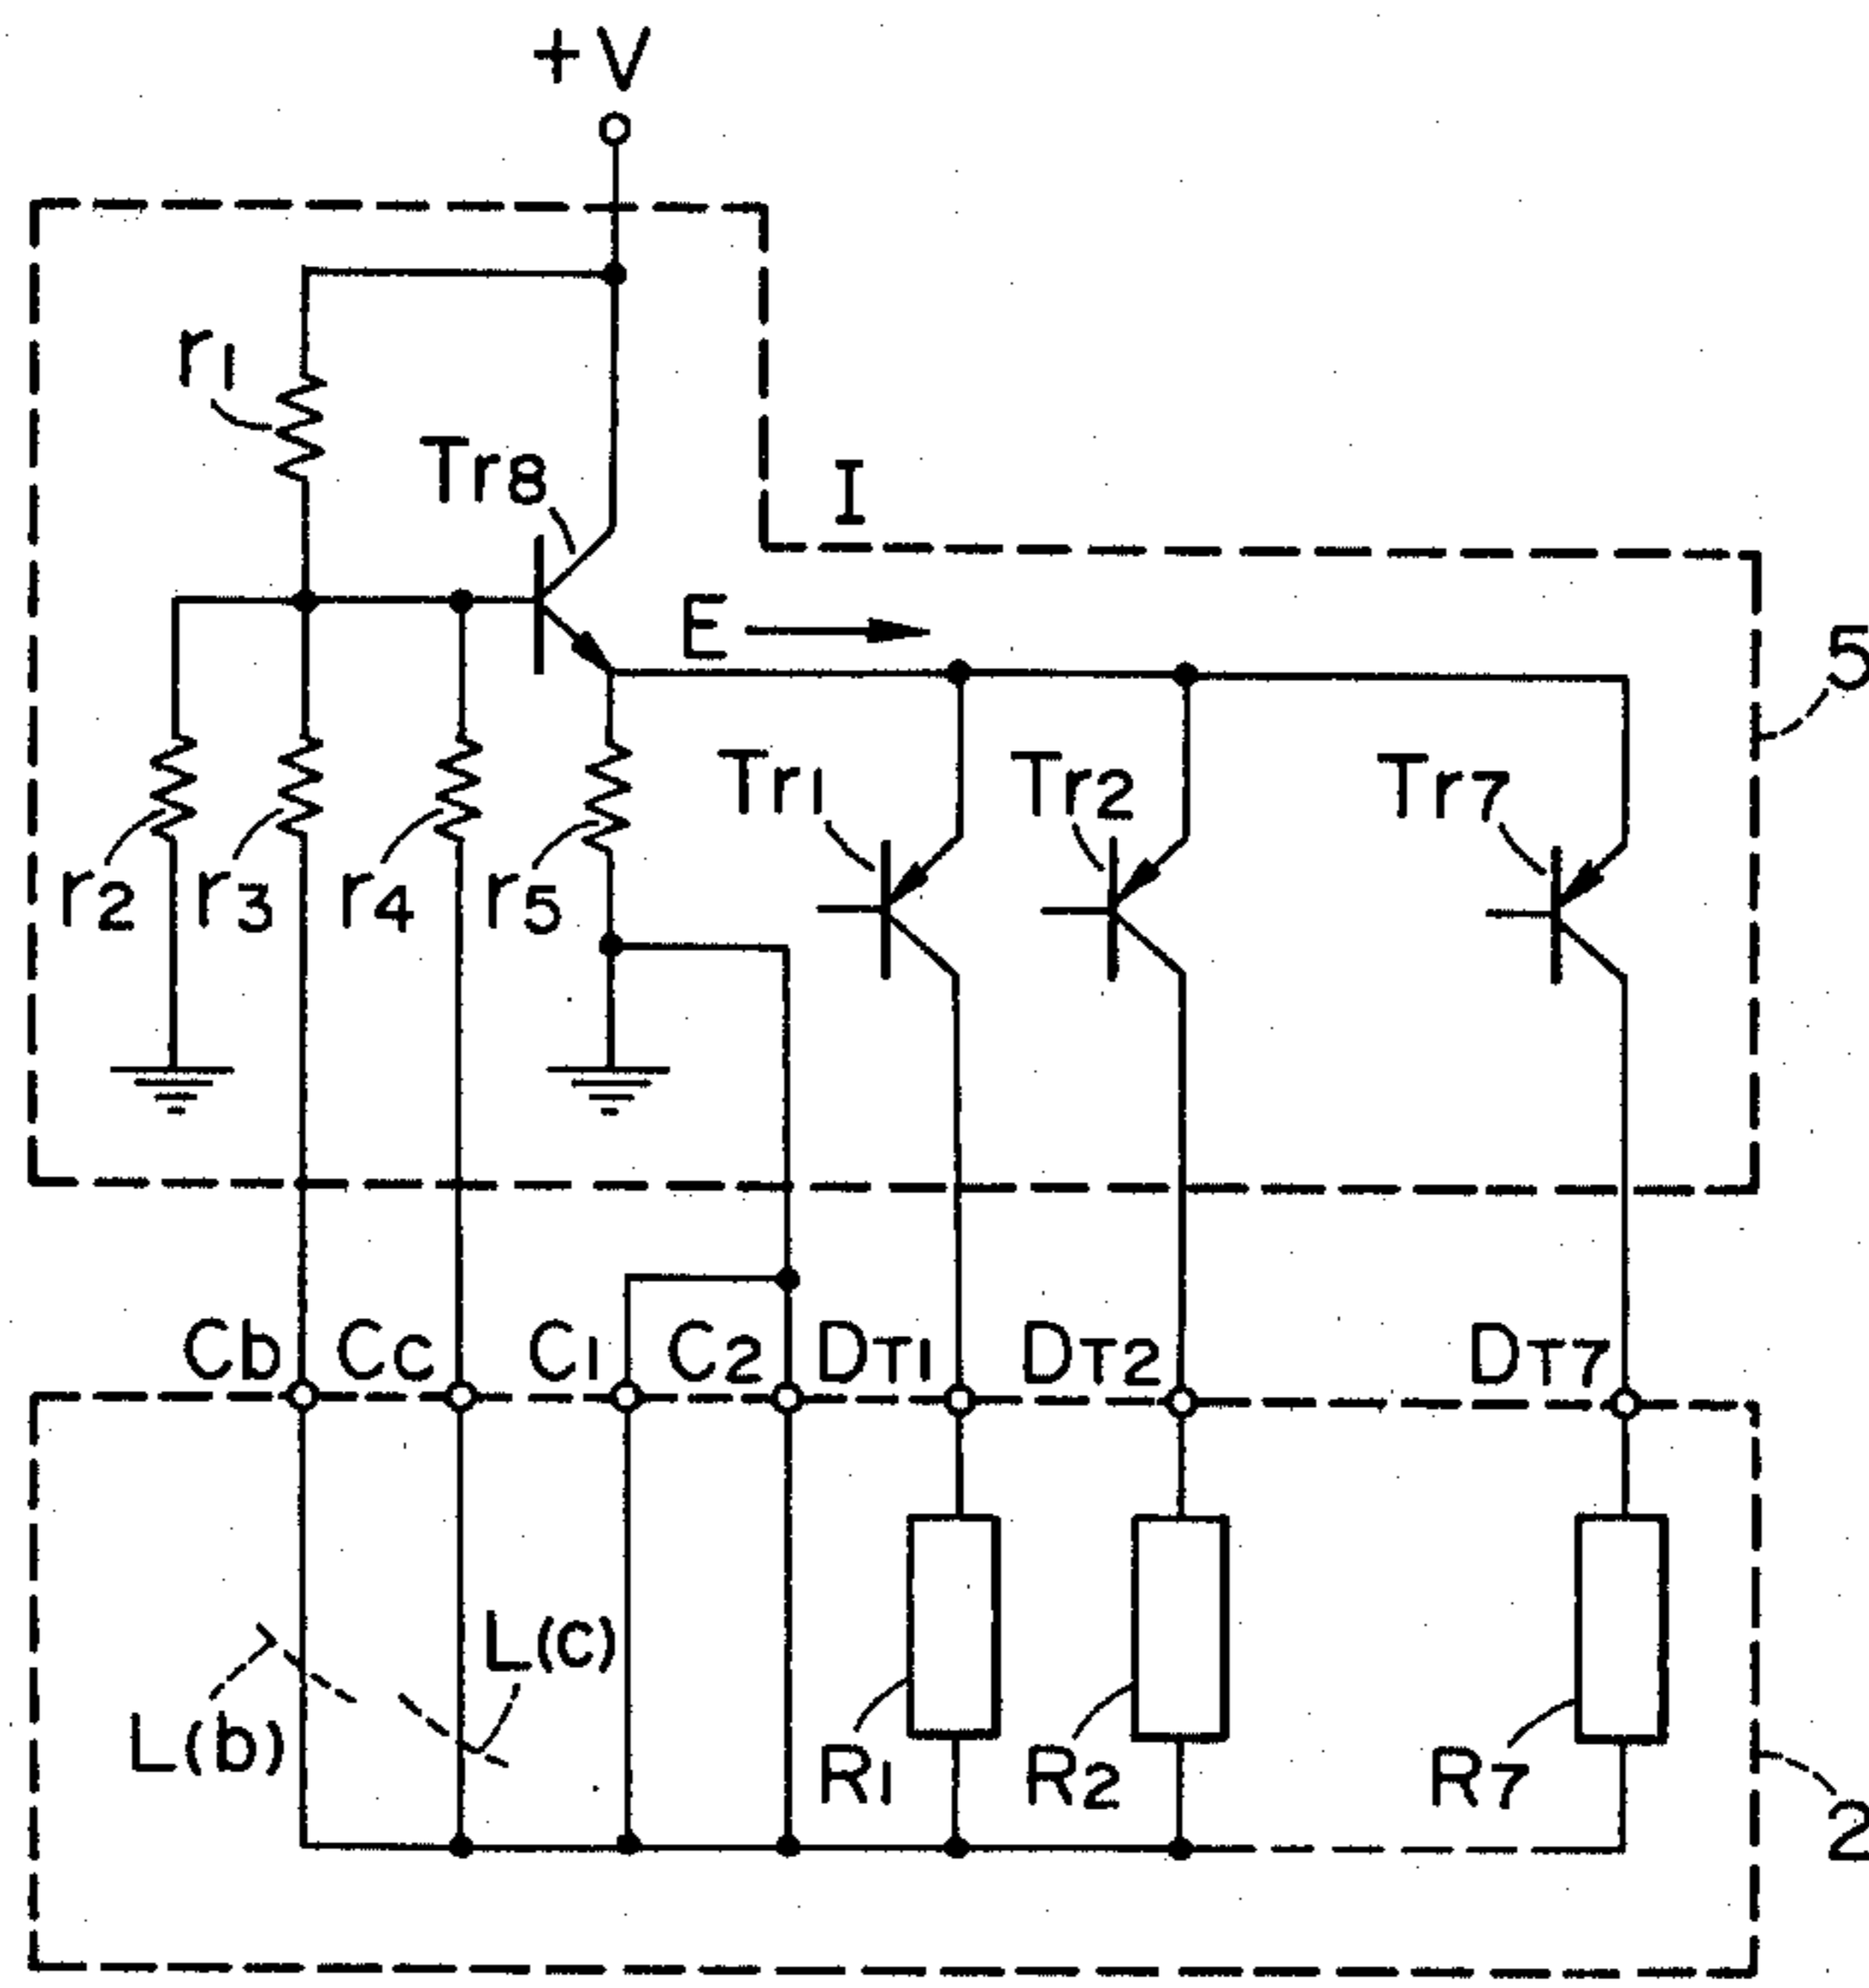 +V
r1
Tr8
I
E
5
Tr1
Tr2
Tr7
r2
r3
r4
r5
Cb
Cc
C1
C2
DT1
DT2
DT7
L(c)
L(b)
R1
R2
R7
2